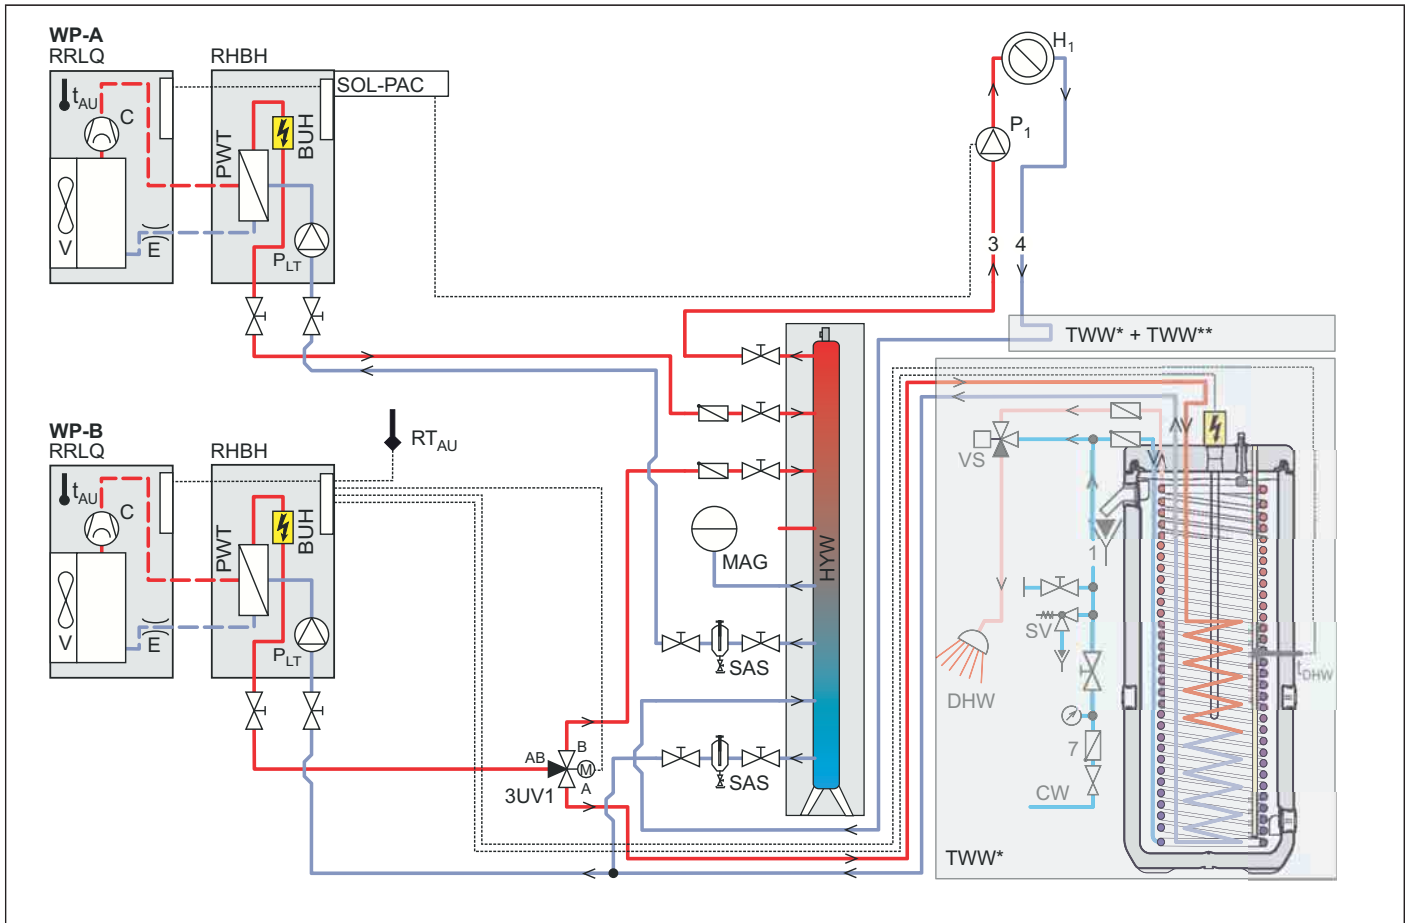 WP-A
RRLQ
RHBH
SOL-PAC
tAU
C
PWT
BUH
V
E
PLT
H1
P1
3
4
TWW* + TWW**
WP-B
RRLQ
RHBH
RTAU
tAU
C
PWT
BUH
V
E
PLT
MAG
HYW
SAS
SAS
AB
B
M
A
3UV1
VS
1
SV
DHW
7
CW
tDHW
TWW*